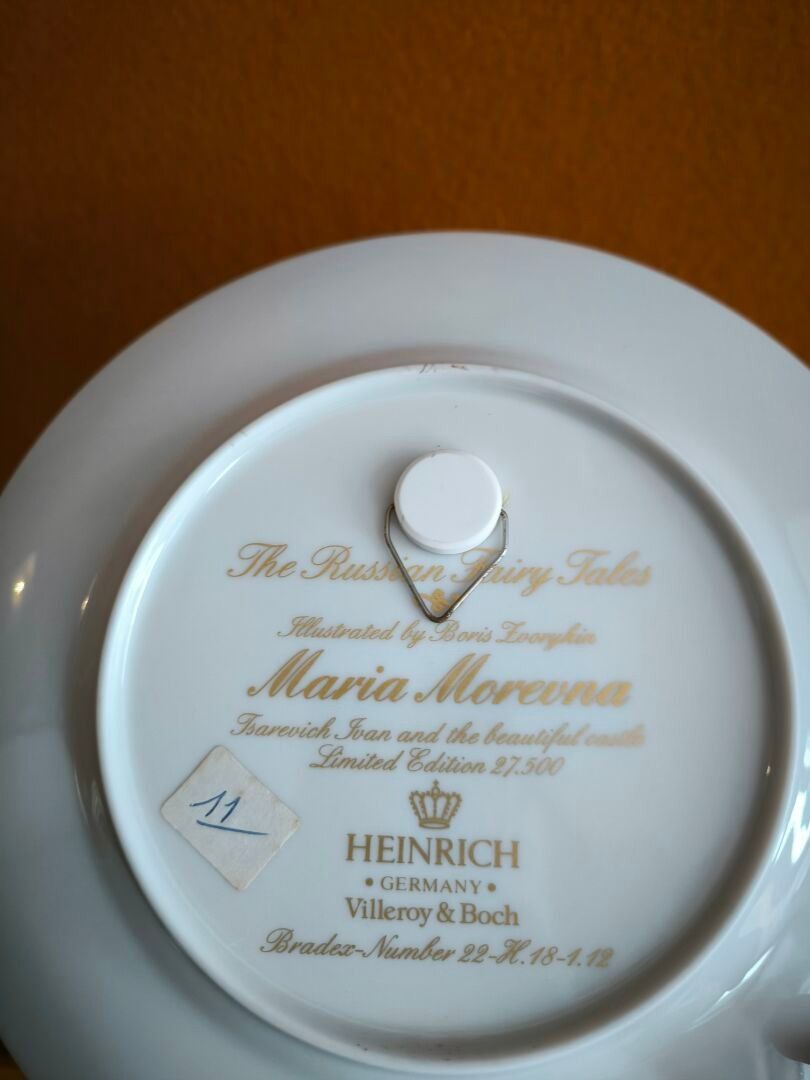 The Russian Fairy Tales
Illustrated by Boris Zvorykin
Maria Morevna
Tsarevich Ivan and the beautiful castle
Limited Edition 27.500
11
HEINRICH
• GERMANY •
Villeroy & Boch
Bradex-Number 22-H.18-1.12